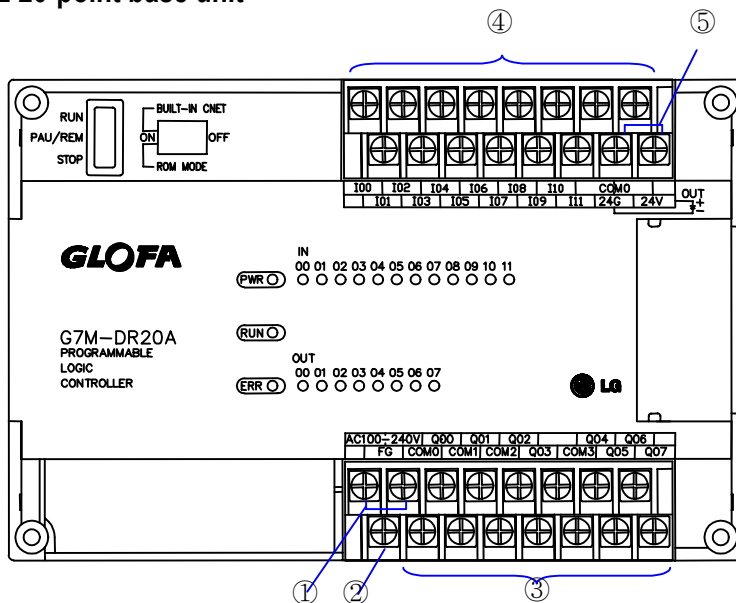 2 20-point base unit
④ ⑤
RUN
PAU/REM
STOP
BUILT-IN CNET
ON OFF
ROM MODE
I00 I02 I04 I06 I08 I10 COM0
I01 I03 I05 I07 I09 I11 24G 24V
OUT
+
-
GLOFA
IN
00 01 02 03 04 05 06 07 08 09 10 11
PWR
G7M-DR20A
PROGRAMMABLE
LOGIC
CONTROLLER
RUN
OUT
00 01 02 03 04 05 06 07
ERR
LG
AC100-240V Q00 Q01 Q02 Q04 Q06
FG COM0 COM1 COM2 Q03 COM3 Q05 Q07
① ② ③